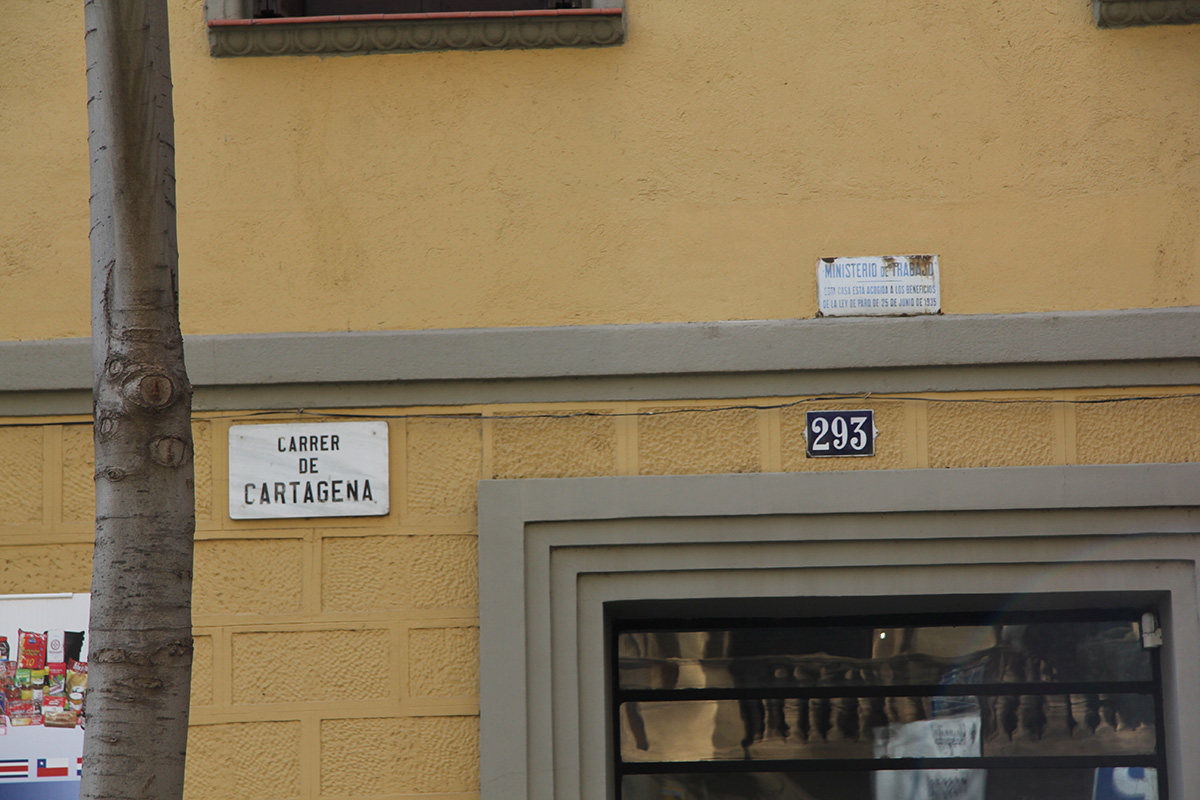 MINISTERIO DE TRABAJO
ESTA CASA ESTA ACOGIDA A LOS BENEFICIOS
DE LA LEY DE PARO DE 25 DE JUNIO DE 1935
293
CARRER
DE
CARTAGENA